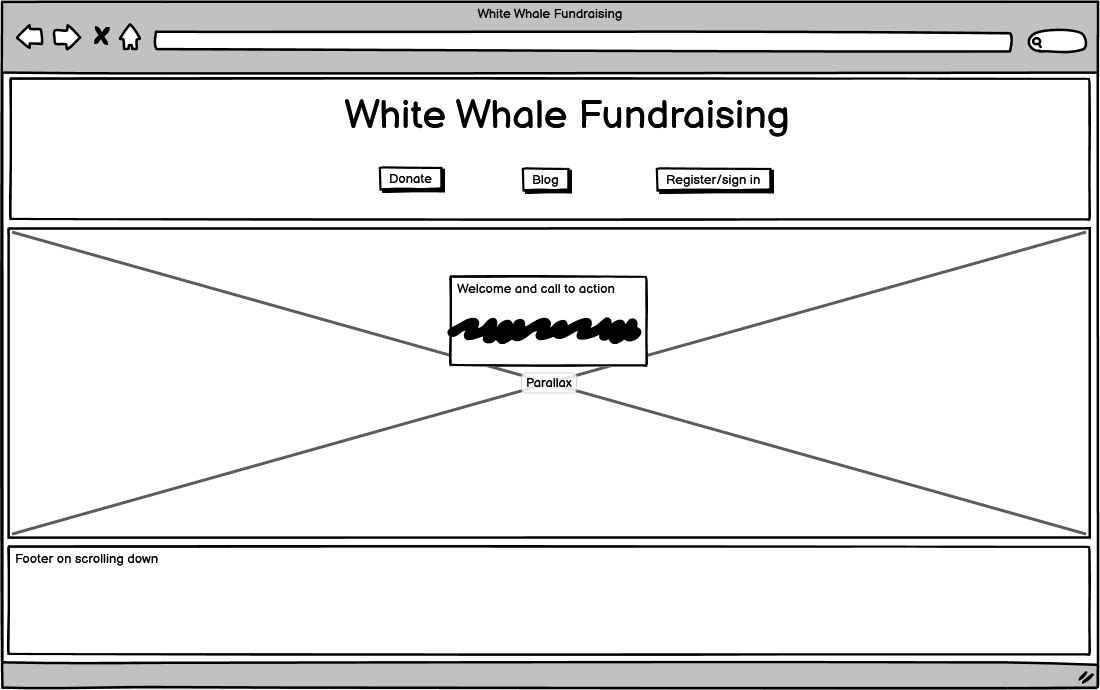 White Whale Fundraising
White Whale Fundraising
Donate
Blog
Register/sign in
Welcome and call to action
Parallax
Footer on scrolling down